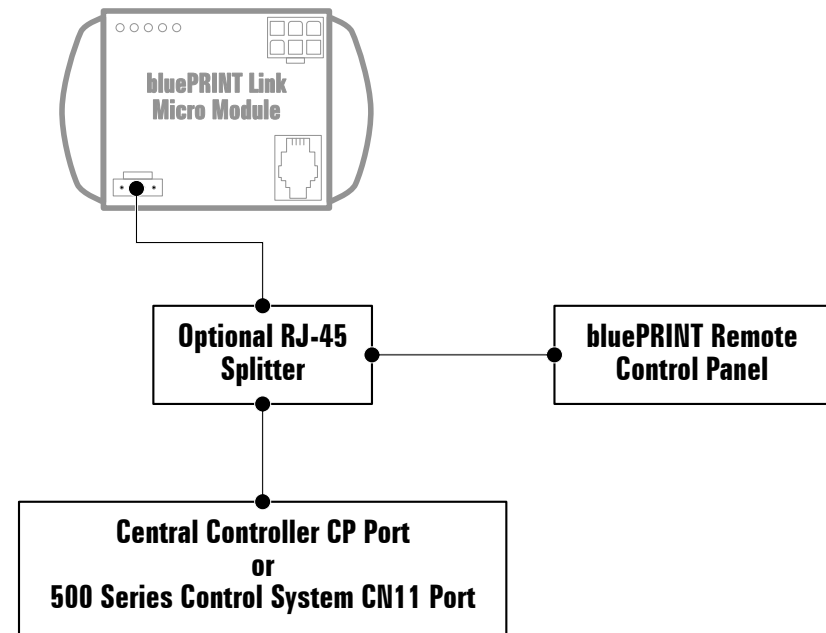 bluePRINT Link
Micro Module
Optional RJ-45
Splitter
bluePRINT Remote
Control Panel
Central Controller CP Port
or
500 Series Control System CN11 Port